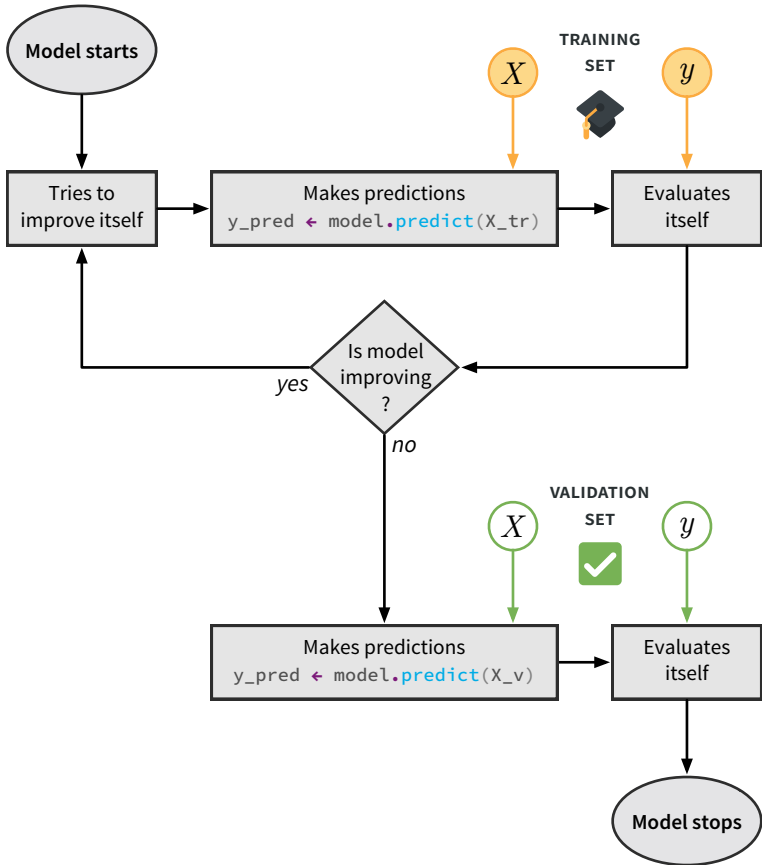 Model starts
TRAINING
SET
X
y
Tries to
improve itself
Makes predictions
y_pred ← model.predict(X_tr)
Evaluates
itself
Is model
improving
?
yes
no
VALIDATION
SET
X
y
Makes predictions
y_pred ← model.predict(X_v)
Evaluates
itself
Model stops